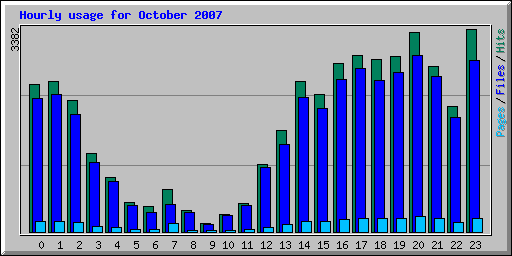 Hourly usage for October 2007
3382
Pages/Files/Hits
0 1 2 3 4 5 6 7 8 9 10 11 12 13 14 15 16 17 18 19 20 21 22 23